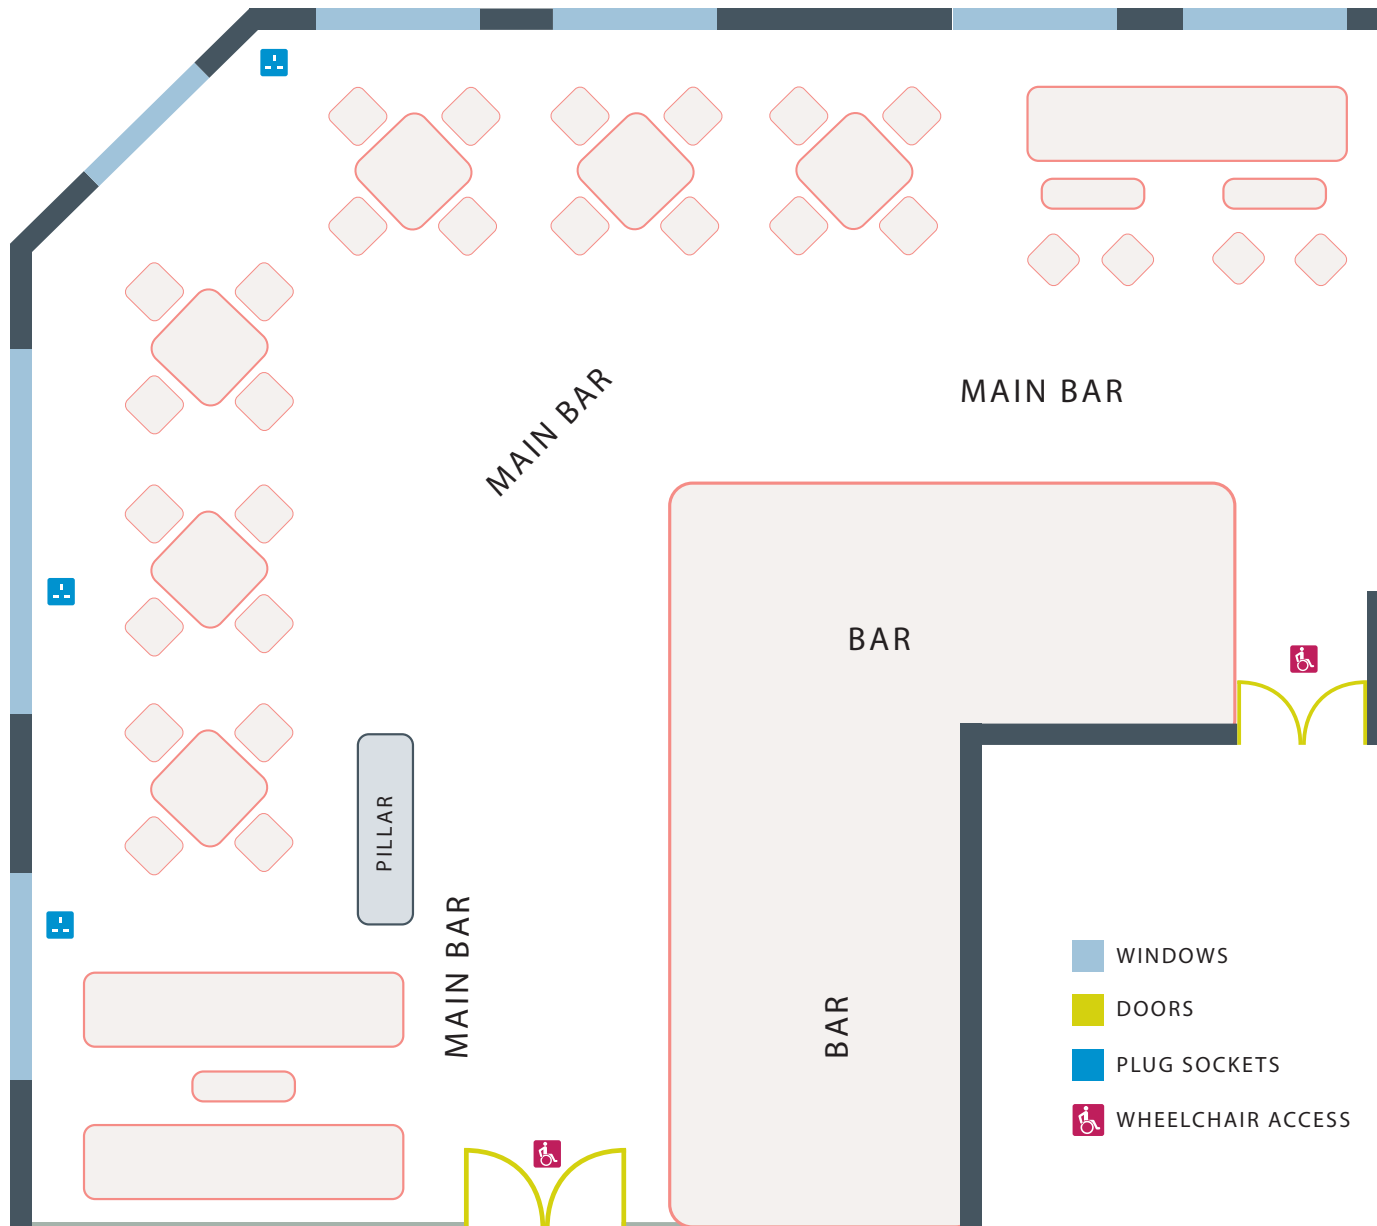 MAIN BAR
MAIN BAR
BAR
PILLAR
MAIN BAR
BAR
WINDOWS
DOORS
PLUG SOCKETS
WHEELCHAIR ACCESS